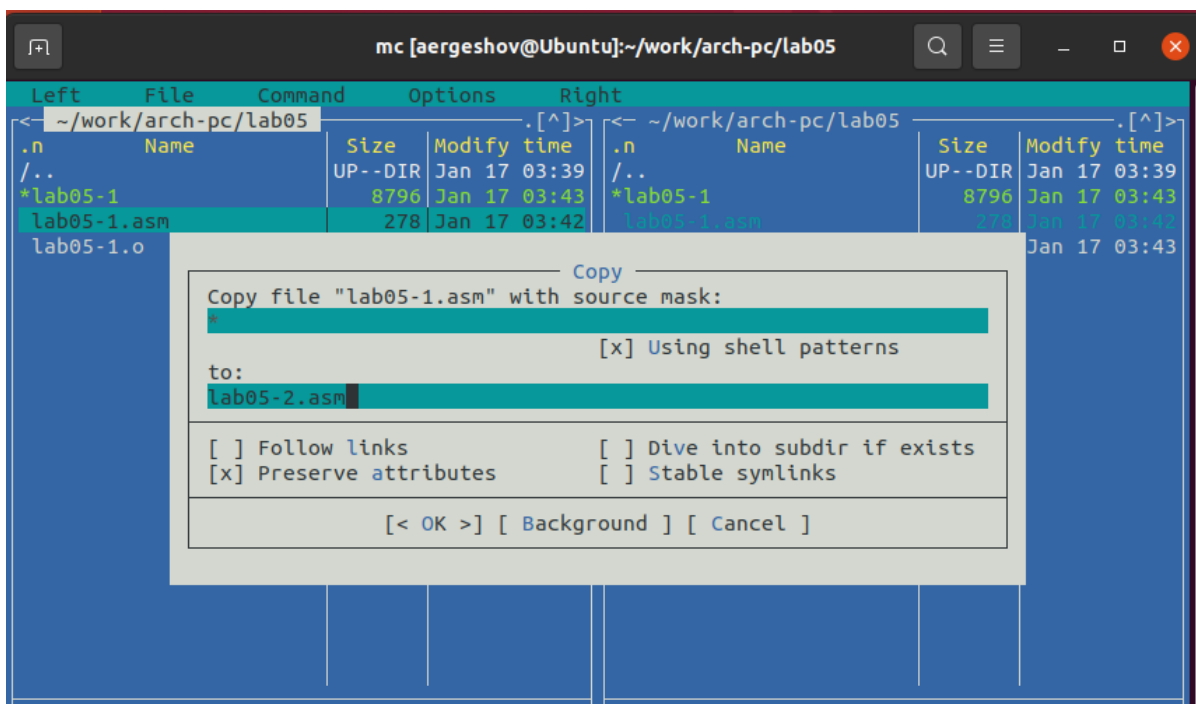 mc [aergeshov@Ubuntu]:~/work/arch-pc/lab05
Left File Command Options Right
<─ ~/work/arch-pc/lab05 ─.[^]>┐ <─ ~/work/arch-pc/lab05 ─.[^]>┐
.n Name Size Modify time .n Name Size Modify time
/.. UP--DIR Jan 17 03:39 /.. UP--DIR Jan 17 03:39
*lab05-1 8796 Jan 17 03:43 *lab05-1 8796 Jan 17 03:43
lab05-1.asm 278 Jan 17 03:42 lab05-1.asm 278 Jan 17 03:42
lab05-1.o Jan 17 03:43
Copy
Copy file "lab05-1.asm" with source mask:
*
[x] Using shell patterns
to:
lab05-2.asm
[ ] Follow links [ ] Dive into subdir if exists
[x] Preserve attributes [ ] Stable symlinks
[< OK >] [ Background ] [ Cancel ]